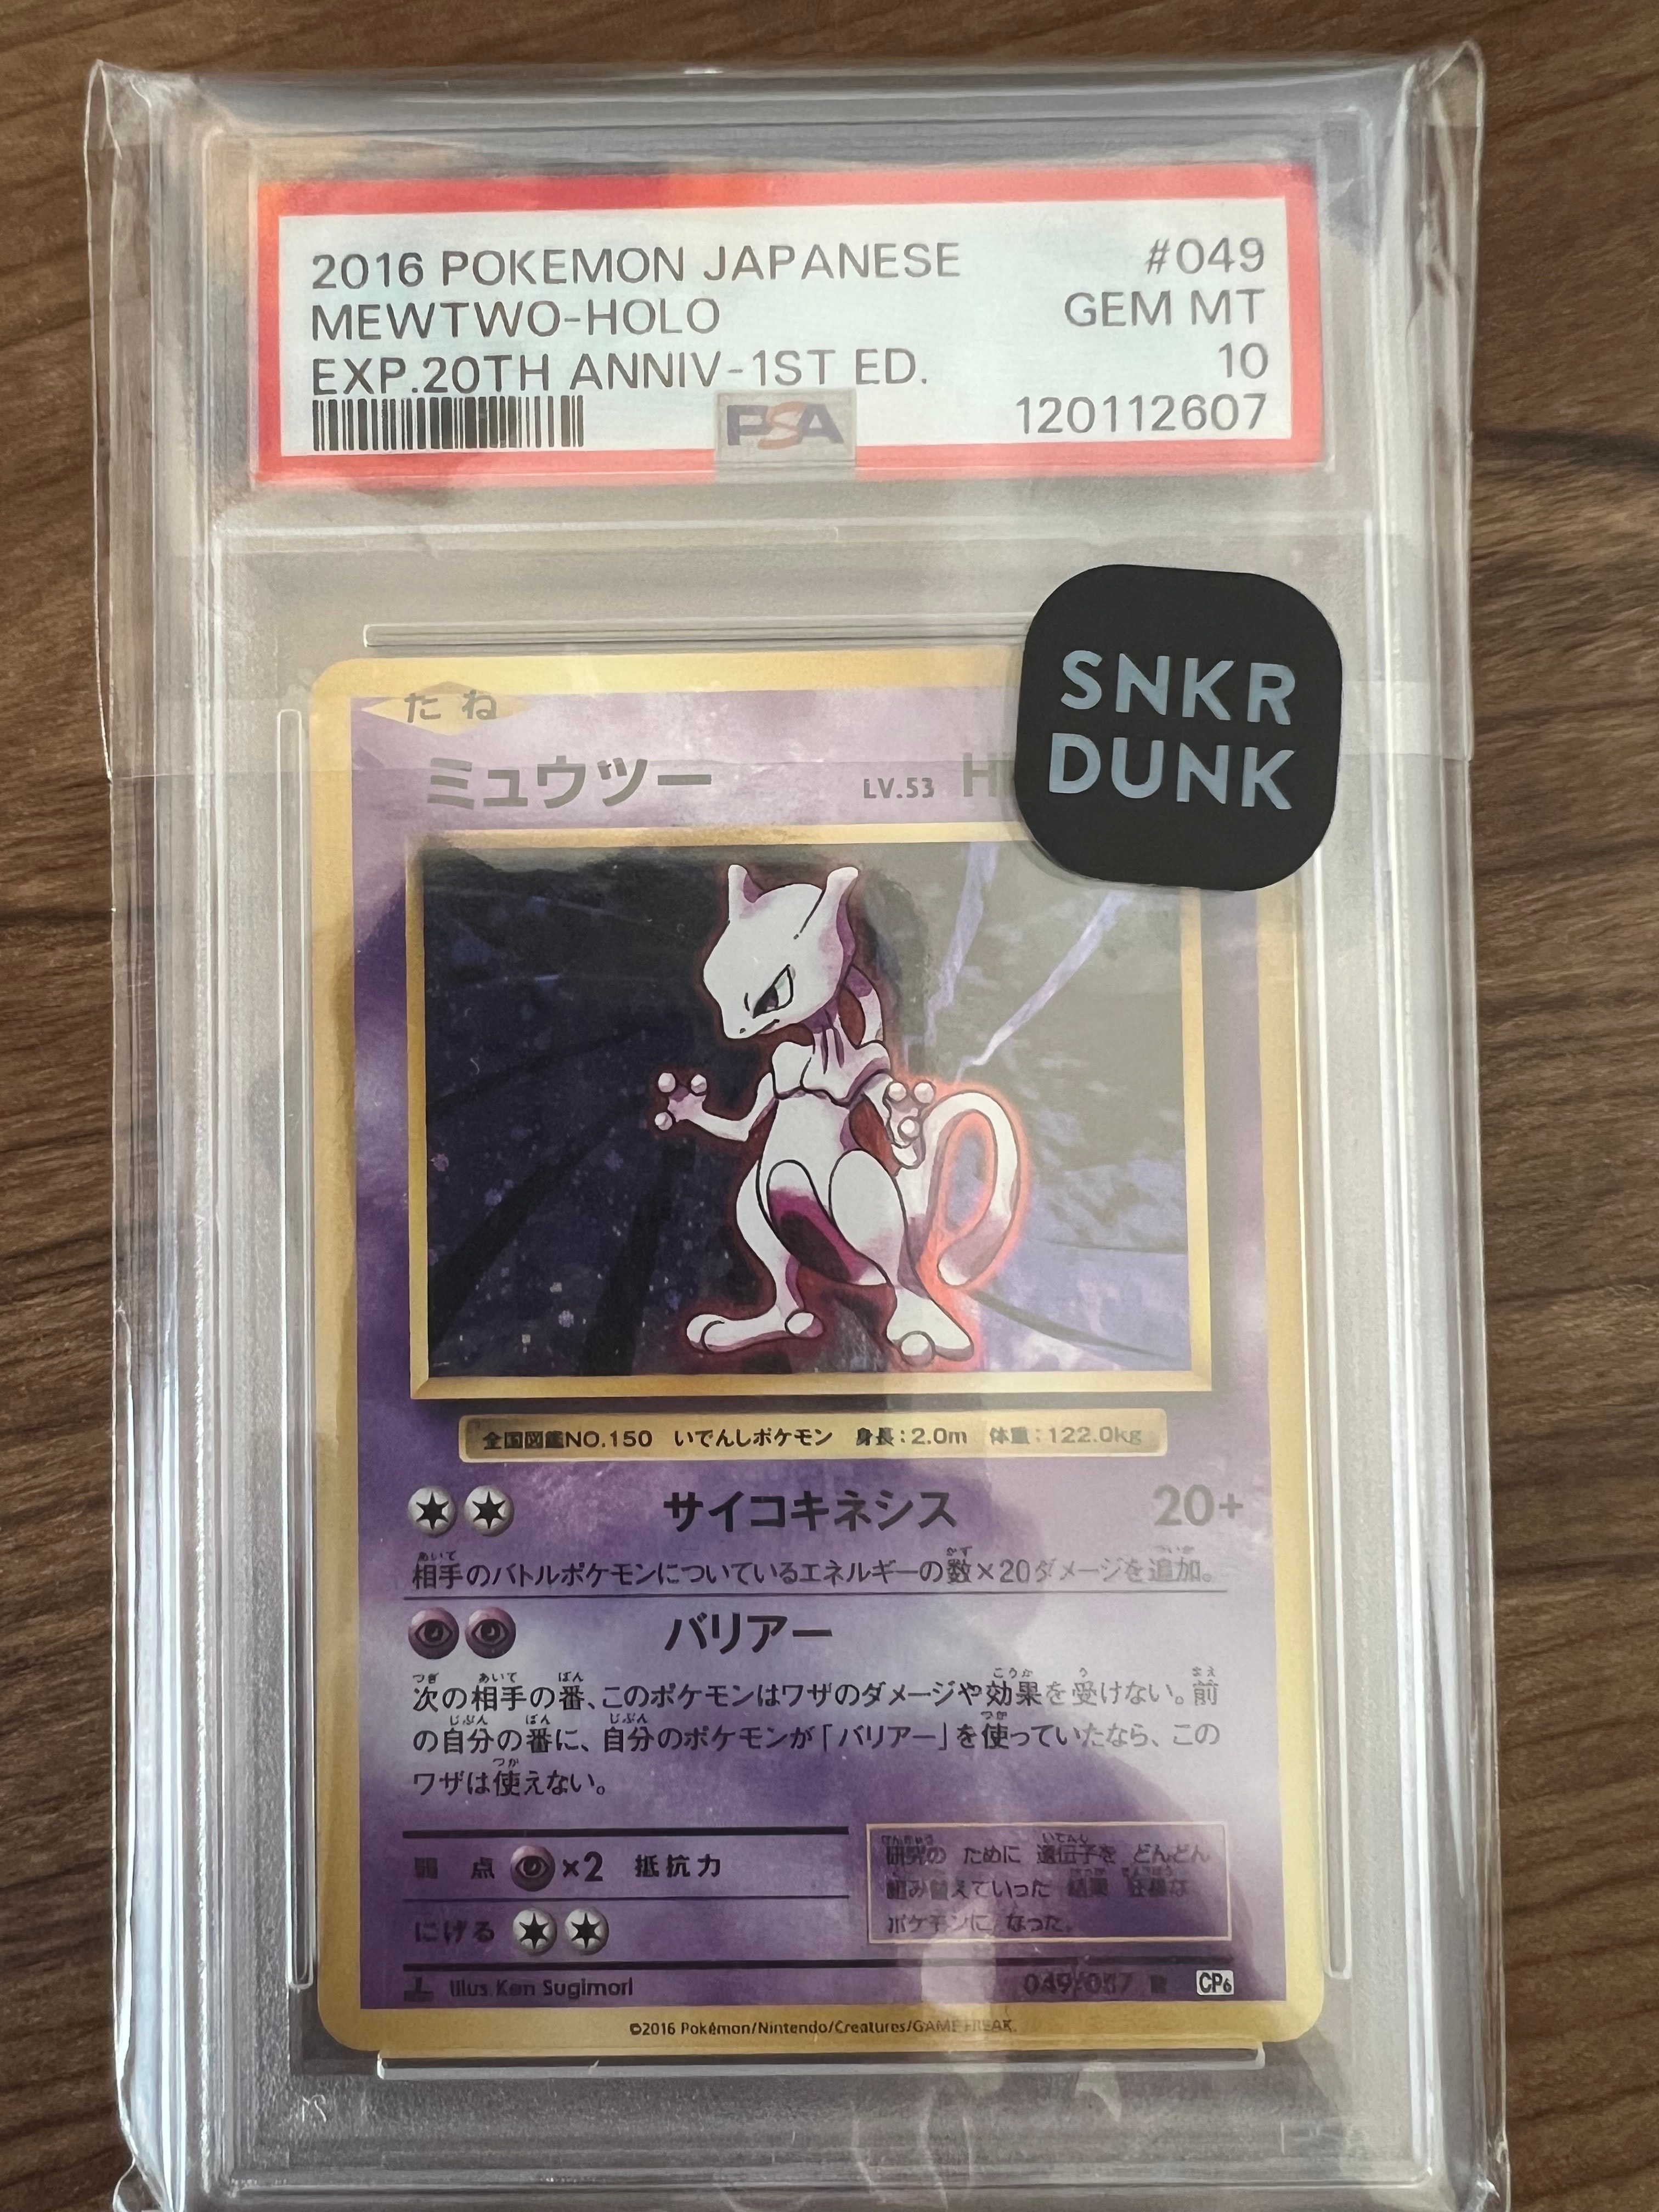 2016 POKEMON JAPANESE #049
MEWTWO-HOLO GEM MT
EXP.20TH ANNIV-1ST ED. 10
PSA 120112607
SNKR
DUNK
たね
ミュウツー LV.53
全国図鑑NO.150 いでんしポケモン 身長:2.0m 体重:122.0kg
サイコキネシス 20+
相手のバトルポケモンについているエネルギーの数×20ダメージを追加。
バリアー
次の相手の番、このポケモンはワザのダメージや効果を受けない。前
の自分の番に、自分のポケモンが「バリアー」を使っていたなら、この
ワザは使えない。
弱点 ×2 抵抗力
にげる
研究の ために 遺伝子を どんどん
組み替えていった 結果 狂暴な
ポケモンに なった。
Illus. Ken Sugimori 049/087 R CP6
©2016 Pokémon/Nintendo/Creatures/GAME FREAK.